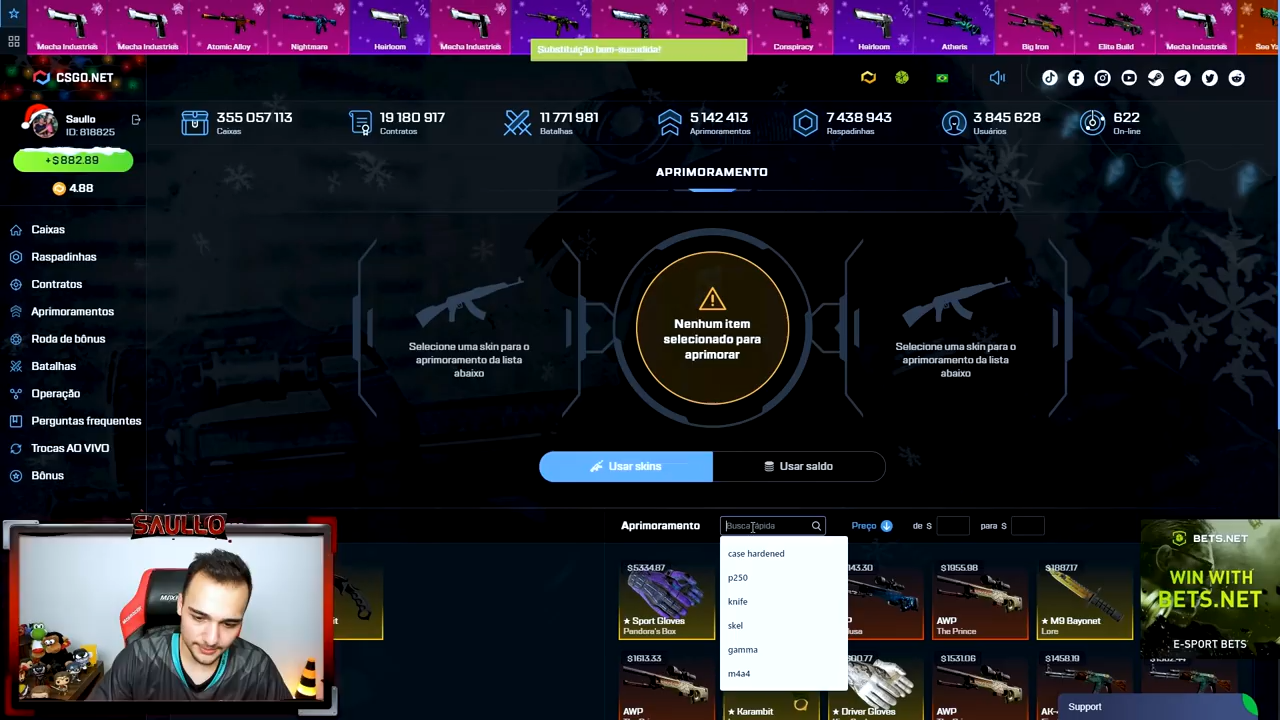 Mecha Industries
Mecha Industries
Atomic Alloy
Nightmare
Heirloom
Mecha Industries
Conspiracy
Heirloom
Atheris
Big Iron
Elite Build
Mecha Industries
See Ya
Substituição bem-sucedida!
CSGO.NET
Saullo
ID: 818825
+$882.89
4.88
355 057 113
Caixas
19 180 917
Contratos
11 771 981
Batalhas
5 142 413
Aprimoramentos
7 438 943
Raspadinhas
3 845 628
Usuários
622
On-line
APRIMORAMENTO
Caixas
Raspadinhas
Contratos
Aprimoramentos
Roda de bônus
Batalhas
Operação
Perguntas frequentes
Trocas AO VIVO
Bônus
Selecione uma skin para o
aprimoramento da lista
abaixo
Nenhum item
selecionado para
aprimorar
Selecione uma skin para o
aprimoramento da lista
abaixo
Usar skins
Usar saldo
Aprimoramento
Busca rápida
Preço
de $
para $
case hardened
p250
knife
skel
gamma
m4a4
$5334.87
★ Sport Gloves
Pandora's Box
$1955.98
AWP
The Prince
$1887.17
★ M9 Bayonet
Lore
$1613.33
AWP
★ Karambit
★ Driver Gloves
$1531.06
AWP
$1458.19
SAULLO
BETS.NET
WIN WITH
BETS.NET
E-SPORT BETS
Support